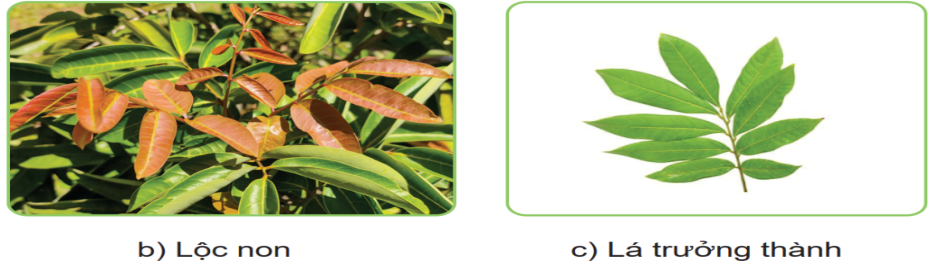 b) Lộc non
c) Lá trưởng thành